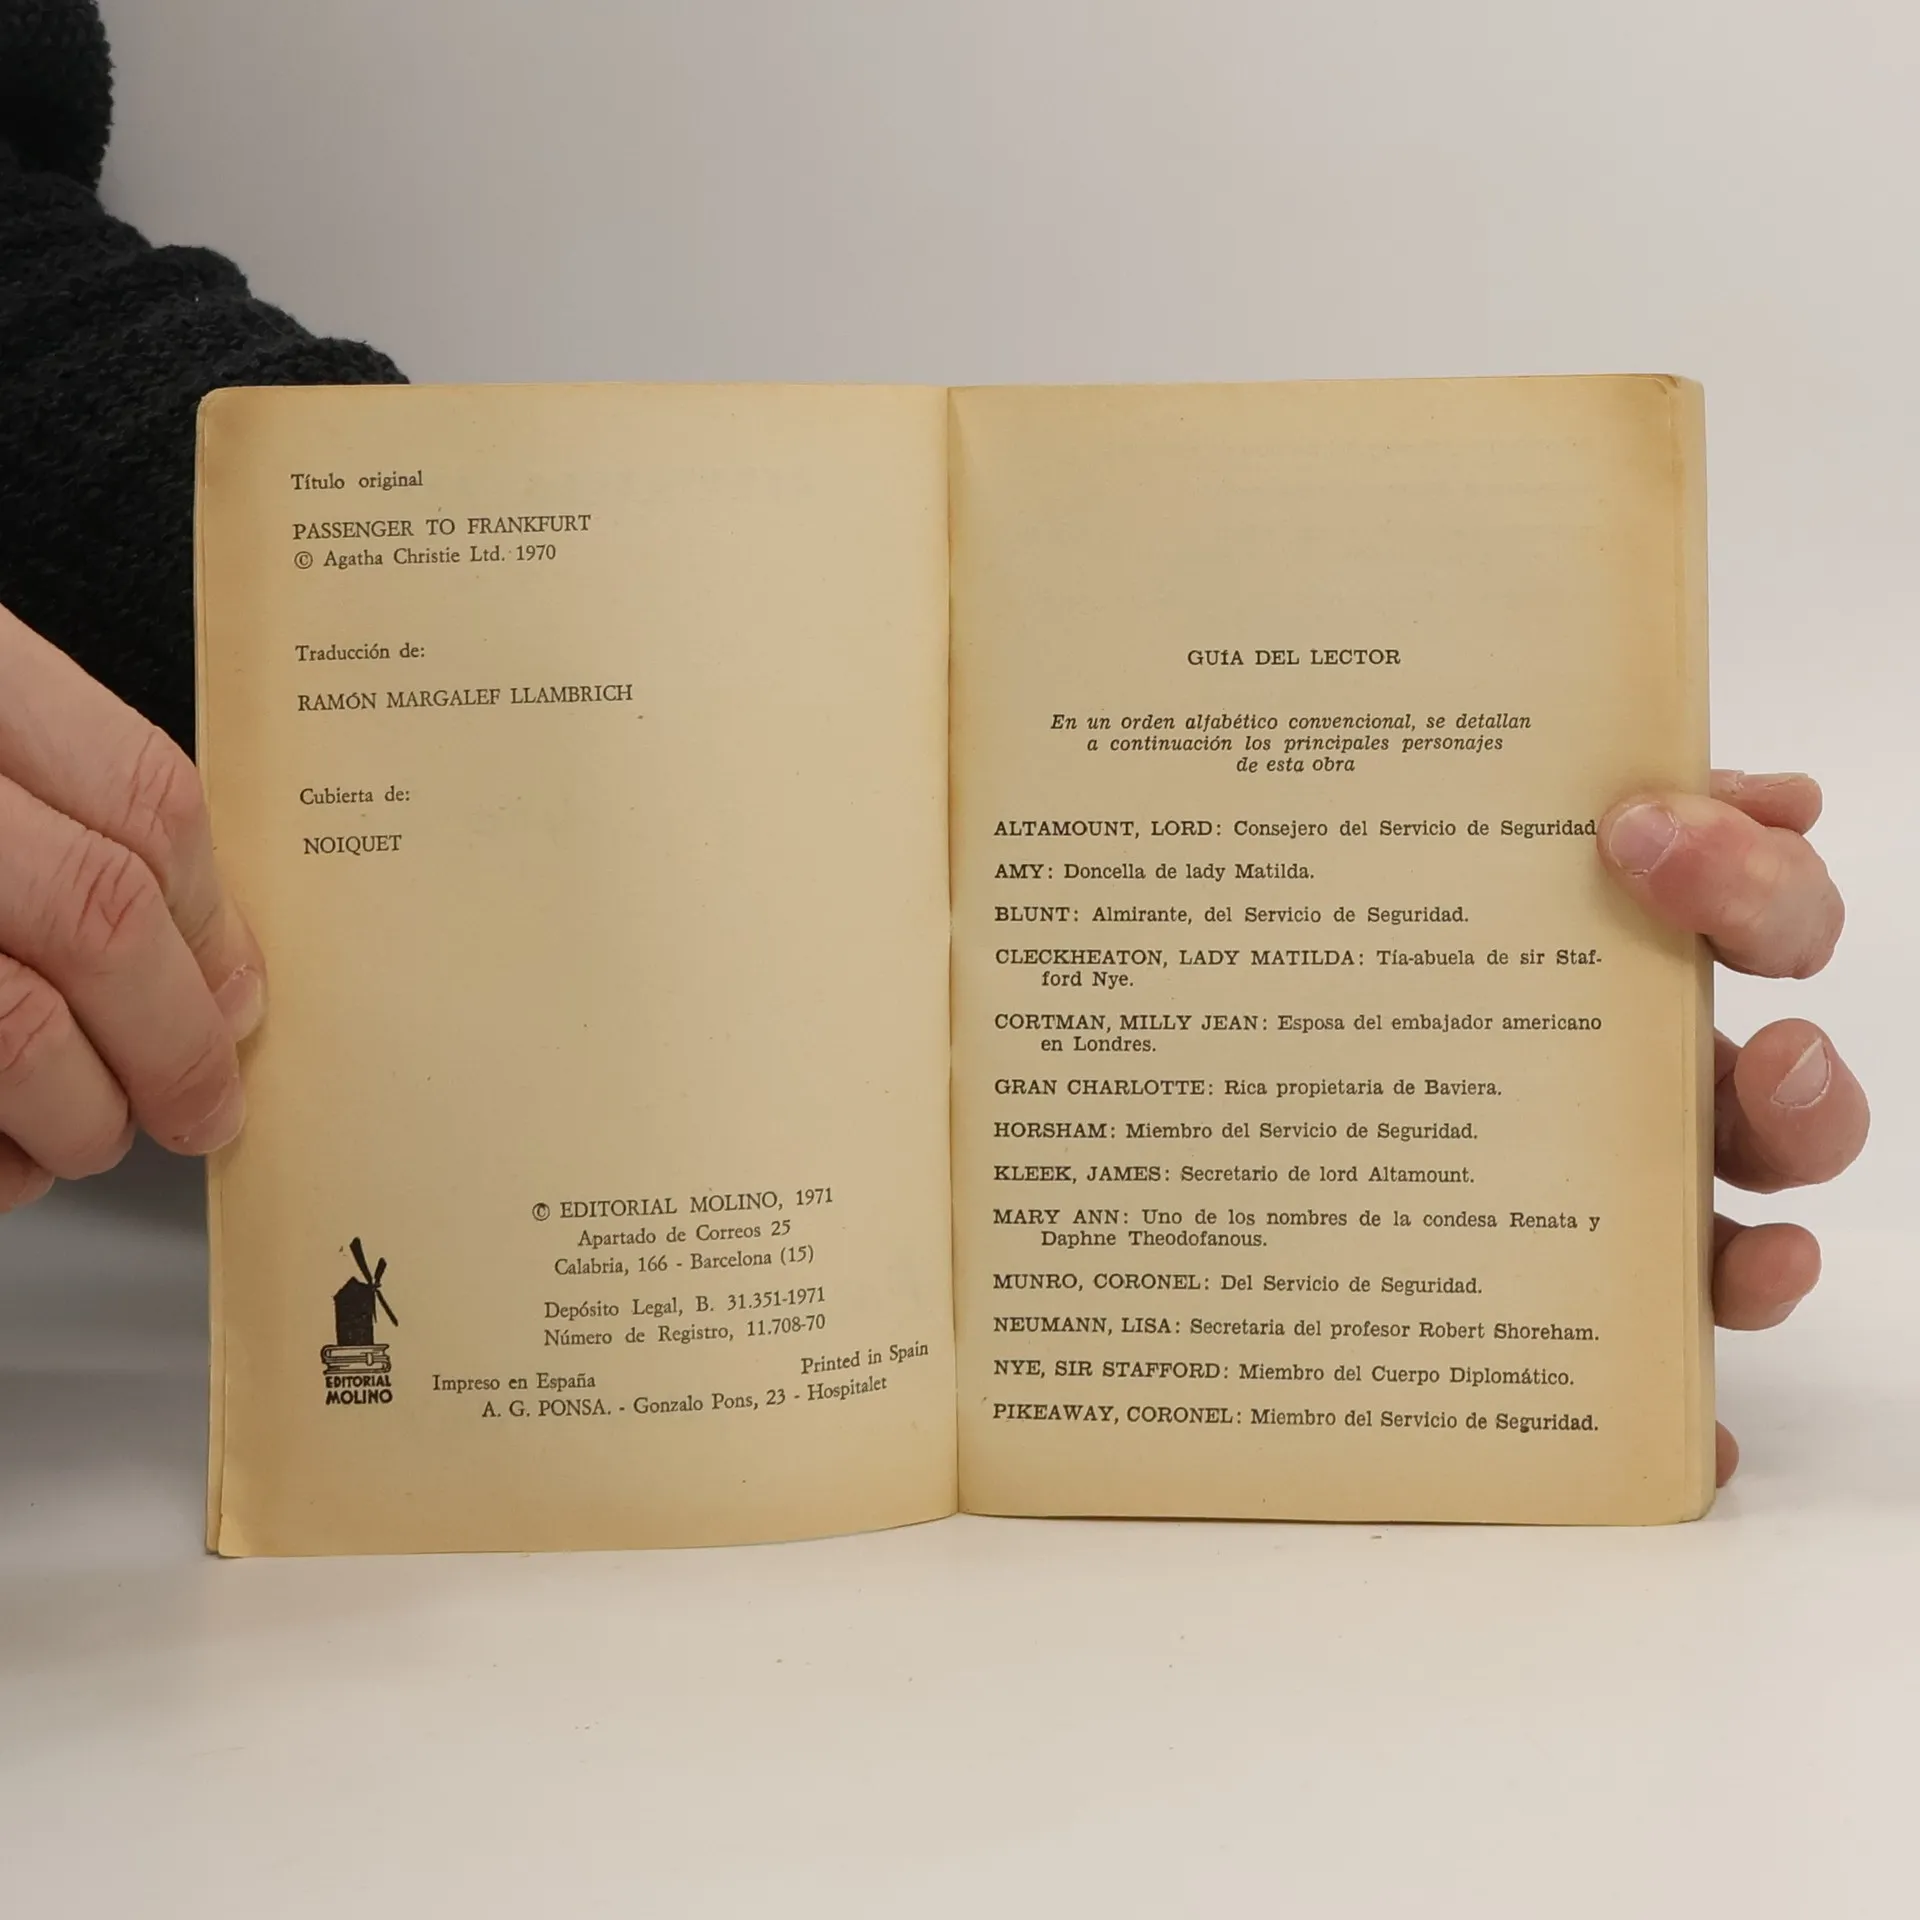 Título original
PASSENGER TO FRANKFURT
© Agatha Christie Ltd. 1970
Traducción de:
RAMÓN MARGALEF LLAMBRICH
Cubierta de:
NOIQUET
© EDITORIAL MOLINO, 1971
Apartado de Correos 25
Calabria, 166 - Barcelona (15)
Depósito Legal, B. 31.351-1971
Número de Registro, 11.708-70
Impreso en España
Printed in Spain
A. G. PONSA. - Gonzalo Pons, 23 - Hospitalet
EDITORIAL
MOLINO
GUíA DEL LECTOR
En un orden alfabético convencional, se detallan
a continuación los principales personajes
de esta obra
ALTAMOUNT, LORD: Consejero del Servicio de Seguridad
AMY: Doncella de lady Matilda.
BLUNT: Almirante, del Servicio de Seguridad.
CLECKHEATON, LADY MATILDA: Tía-abuela de sir Staf-
ford Nye.
CORTMAN, MILLY JEAN: Esposa del embajador americano
en Londres.
GRAN CHARLOTTE: Rica propietaria de Baviera.
HORSHAM: Miembro del Servicio de Seguridad.
KLEEK, JAMES: Secretario de lord Altamount.
MARY ANN: Uno de los nombres de la condesa Renata y
Daphne Theodofanous.
MUNRO, CORONEL: Del Servicio de Seguridad.
NEUMANN, LISA: Secretaria del profesor Robert Shoreham.
NYE, SIR STAFFORD: Miembro del Cuerpo Diplomático.
PIKEAWAY, CORONEL: Miembro del Servicio de Seguridad.